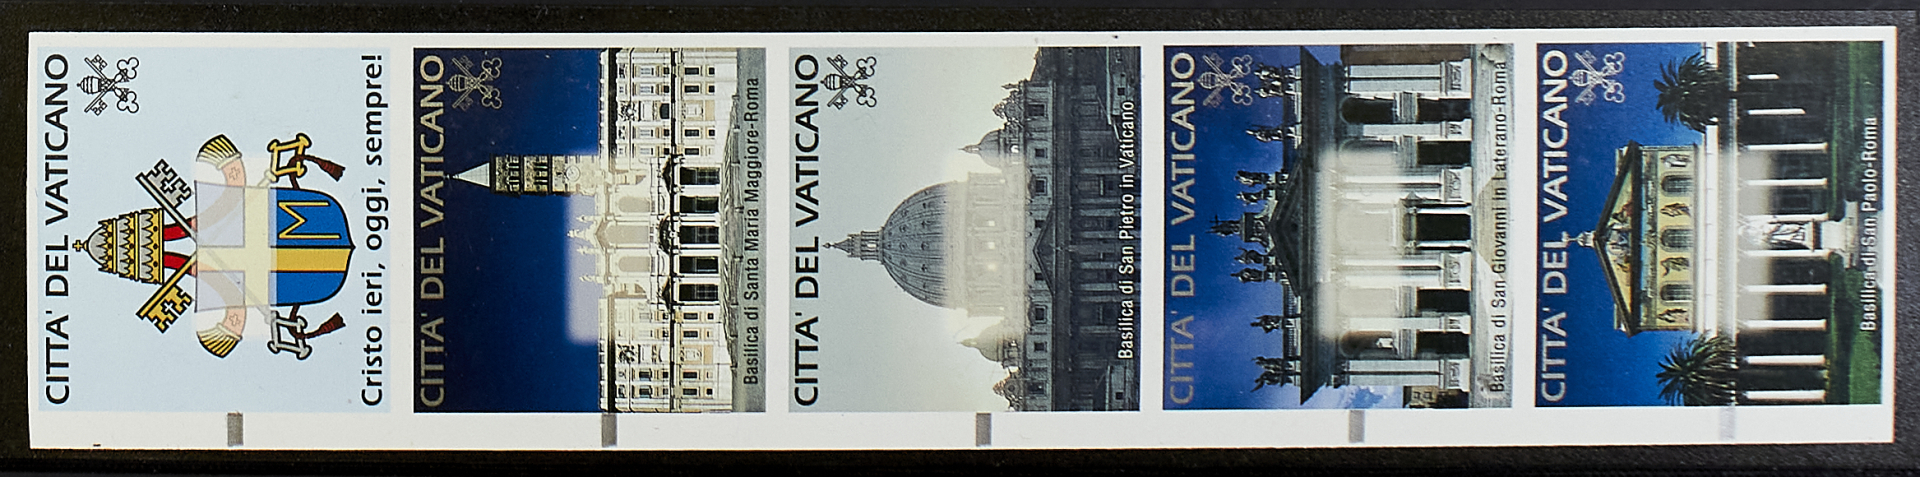 CITTA' DEL VATICANO
M
Cristo ieri, oggi, sempre!
CITTA' DEL VATICANO
Basilica di Santa Maria Maggiore-Roma
CITTA' DEL VATICANO
Basilica di San Pietro in Vaticano
CITTA' DEL VATICANO
Basilica di San Giovanni in Laterano-Roma
CITTA' DEL VATICANO
Basilica di San Paolo-Roma